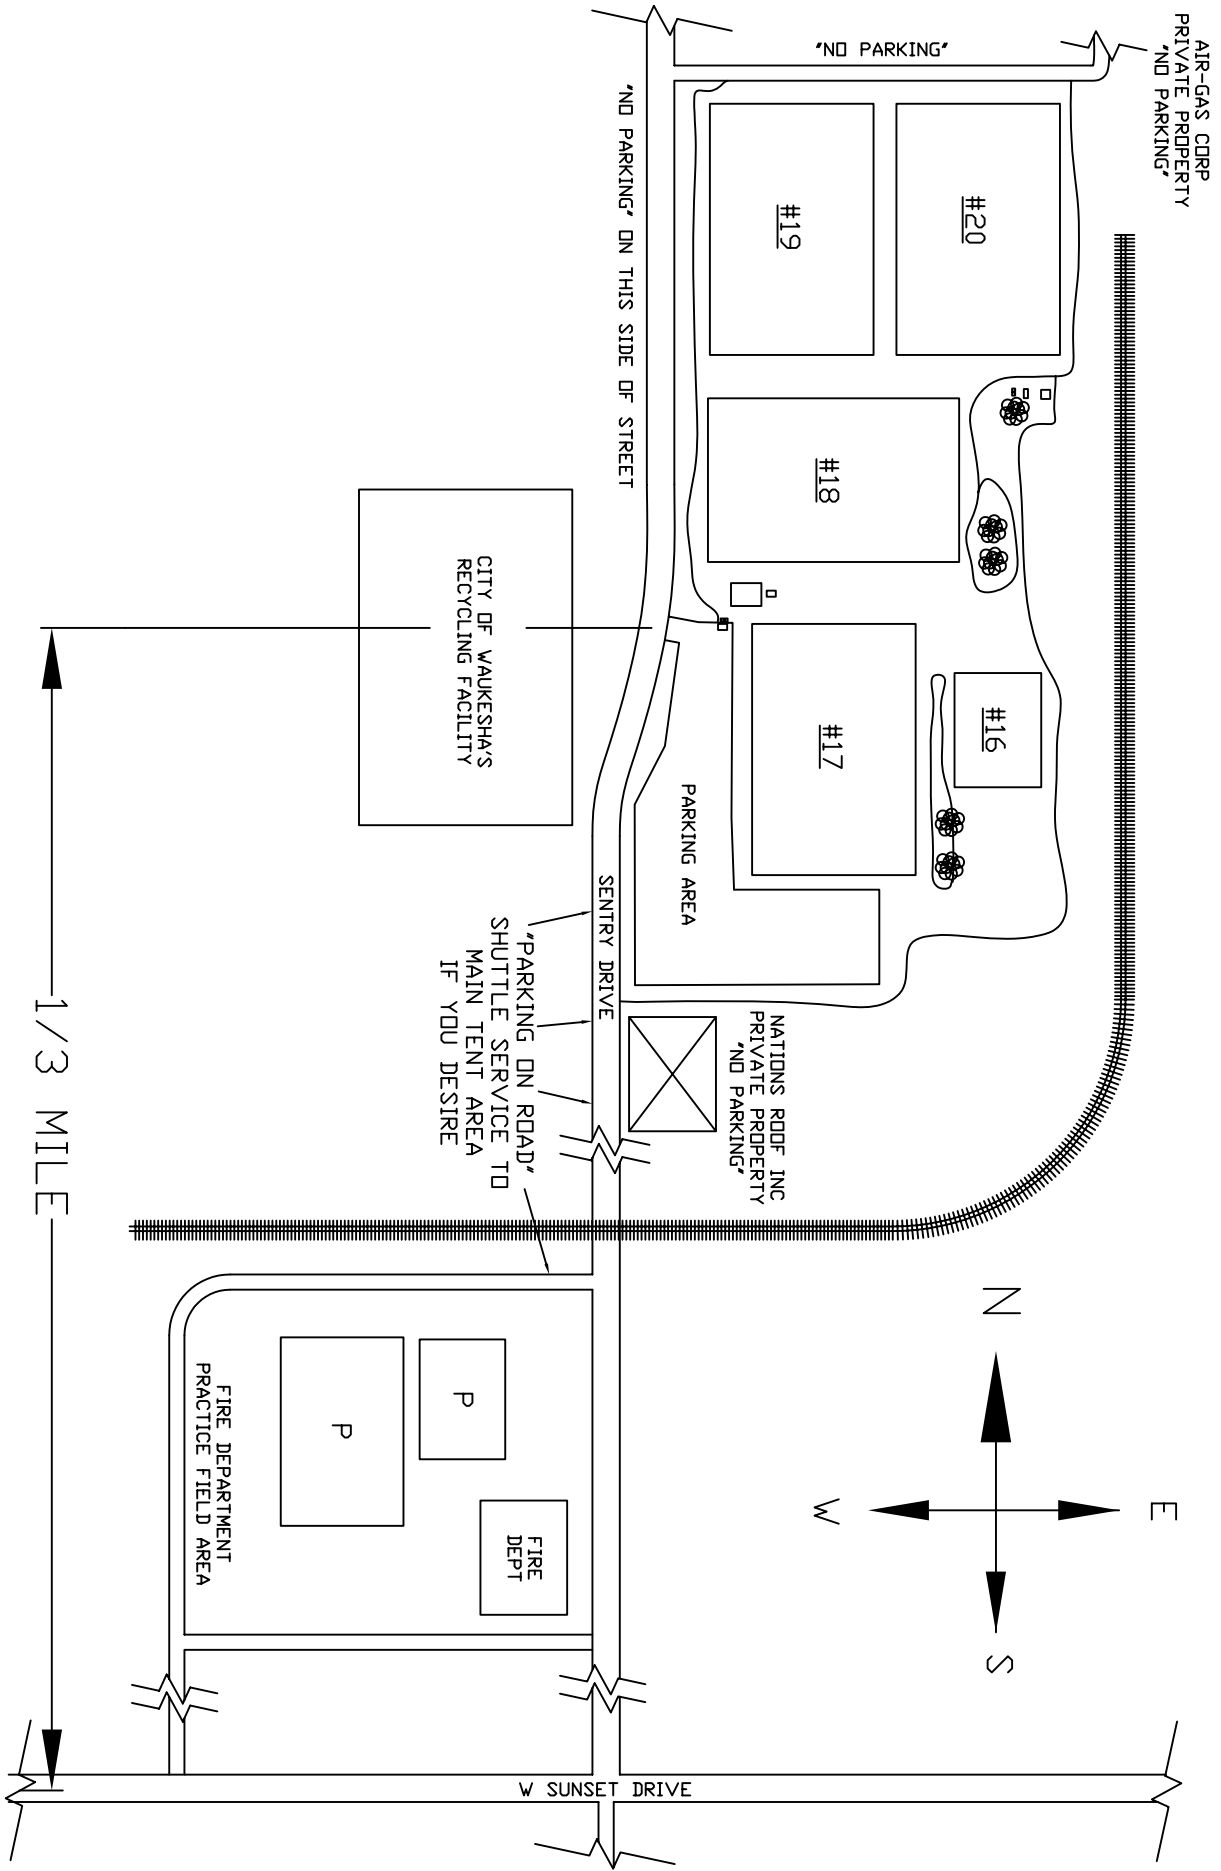 AIR-GAS CORP
PRIVATE PROPERTY
"NO PARKING"
"NO PARKING"
"NO PARKING" ON THIS SIDE OF STREET
#20
#19
#18
#16
#17
PARKING AREA
CITY OF WAUKESHA'S
RECYCLING FACILITY
SENTRY DRIVE
"PARKING ON ROAD"
SHUTTLE SERVICE TO
MAIN TENT AREA
IF YOU DESIRE
NATIONS ROOF INC
PRIVATE PROPERTY
"NO PARKING"
1/3 MILE
N
E
W
S
P
P
FIRE
DEPT
FIRE DEPARTMENT
PRACTICE FIELD AREA
W SUNSET DRIVE